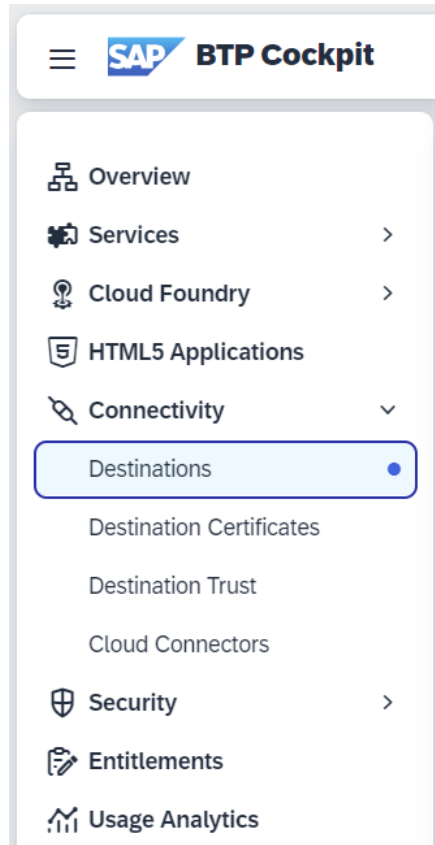 SAP BTP Cockpit
Overview
Services
Cloud Foundry
HTML5 Applications
Connectivity
Destinations
Destination Certificates
Destination Trust
Cloud Connectors
Security
Entitlements
Usage Analytics